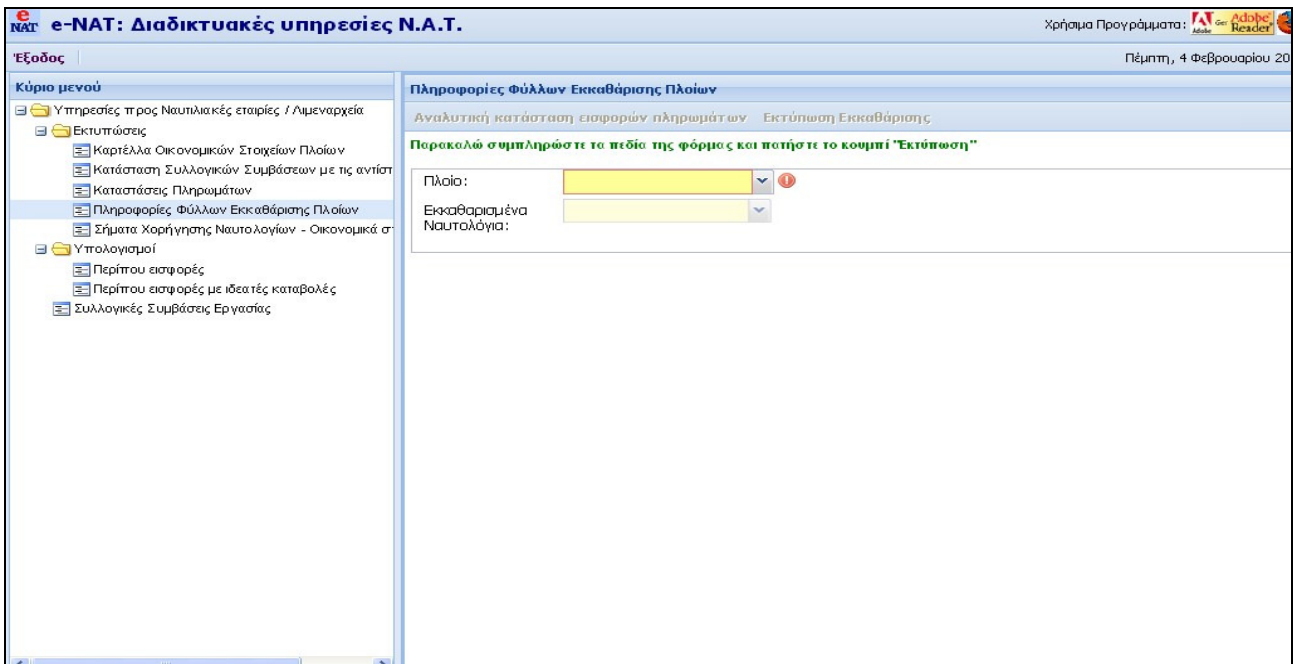 e
NAT e-NAT: Διαδικτυακές υπηρεσίες Ν.Α.Τ.
Χρήσιμα Προγράμματα: Adobe Get Adobe Reader
Έξοδος
Πέμπτη, 4 Φεβρουαρίου 20
Κύριο μενού
Υπηρεσίες προς Ναυτιλιακές εταιρίες / Λιμεναρχεία
Εκτυπώσεις
Καρτέλλα Οικονομικών Στοιχείων Πλοίων
Κατάσταση Συλλογικών Συμβάσεων με τις αντίστ
Καταστάσεις Πληρωμάτων
Πληροφορίες Φύλλων Εκκαθάρισης Πλοίων
Σήματα Χορήγησης Ναυτολογίων - Οικονομικά στ
Υπολογισμοί
Περίπου εισφορές
Περίπου εισφορές με ιδεατές καταβολές
Συλλογικές Συμβάσεις Εργασίας
Πληροφορίες Φύλλων Εκκαθάρισης Πλοίων
Αναλυτική κατάσταση εισφορών πληρωμάτων Εκτύπωση Εκκαθάρισης
Παρακαλώ συμπληρώστε τα πεδία της φόρμας και πατήστε το κουμπί "Εκτύπωση"
Πλοίο:
Εκκαθαρισμένα
Ναυτολόγια: